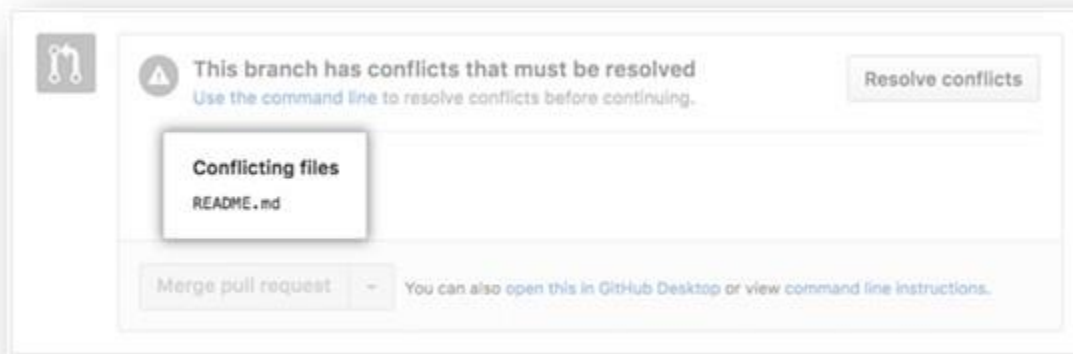 This branch has conflicts that must be resolved
Use the command line to resolve conflicts before continuing.
Resolve conflicts
Conflicting files
README.md
Merge pull request
You can also open this in GitHub Desktop or view command line instructions.